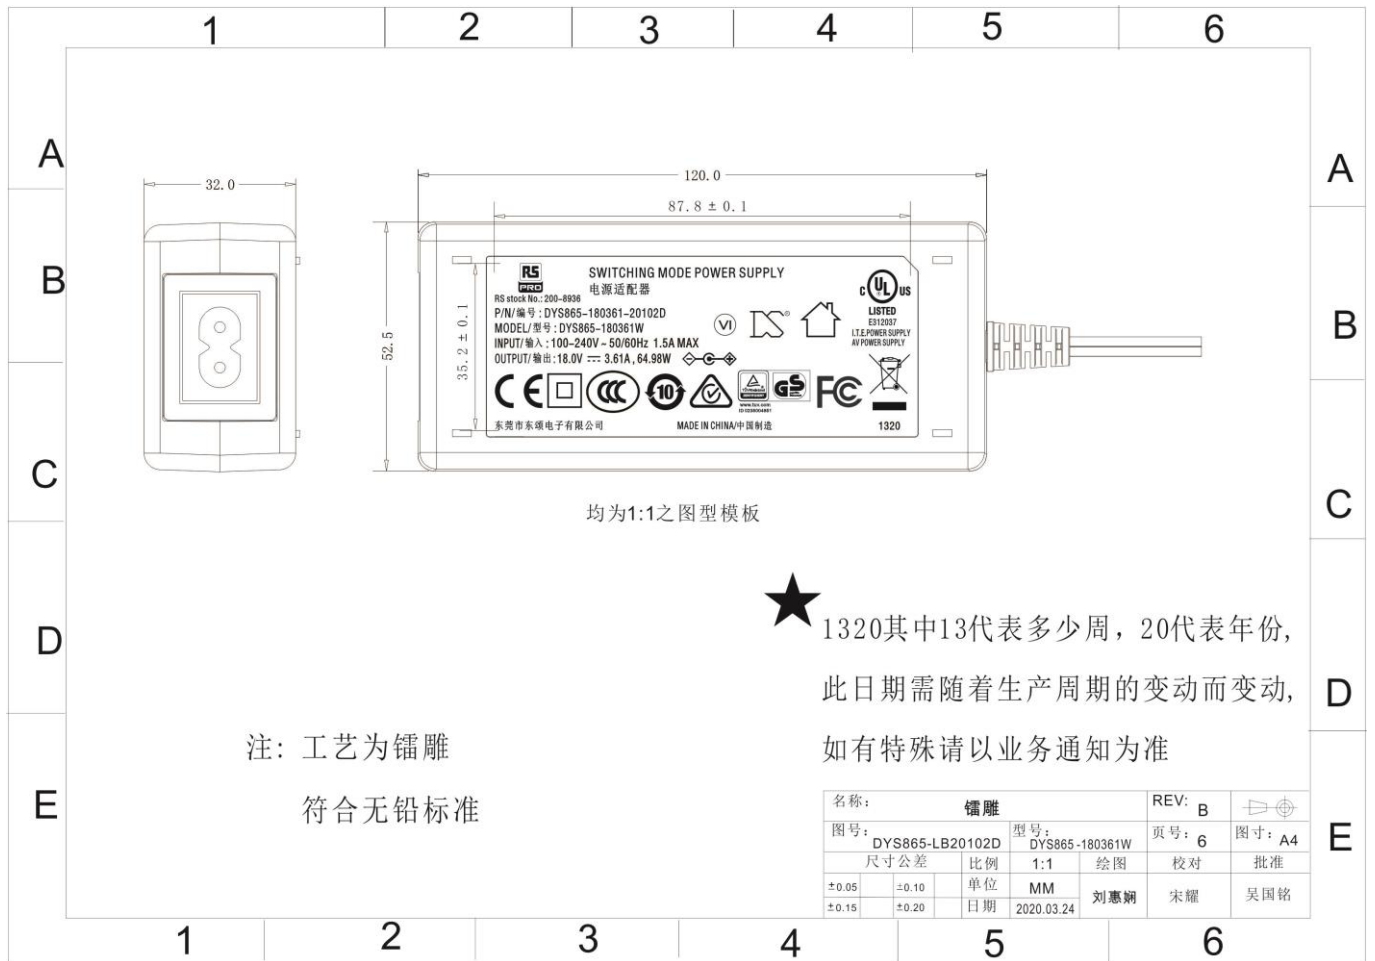 1 2 3 4 5 6
A
B
C
D
E
A
B
C
D
E
32.0
120.0
87.8 ± 0.1
52.5
35.2 ± 0.1
RS
PRO
SWITCHING MODE POWER SUPPLY
电源适配器
RS stock No.: 200-8936
P/N/编号 : DYS865-180361-20102D
MODEL/型号 : DYS865-180361W
INPUT/输入 : 100-240V ~ 50/60Hz 1.5A MAX
OUTPUT/输出 : 18.0V 3.61A , 64.98W
VI
c UL US
LISTED
E312037
I.T.E.POWER SUPPLY
AV POWER SUPPLY
CE
CCC
10
GS
FC
东莞市东颂电子有限公司
MADE IN CHINA/中国制造
1320
均为1:1之图型模板
★
1320其中13代表多少周，20代表年份,
此日期需随着生产周期的变动而变动,
如有特殊请以业务通知为准
注: 工艺为镭雕
符合无铅标准
名称: 镭雕 REV: B
图号: DYS865-LB20102D 型号: DYS865-180361W 页号: 6 图寸: A4
尺寸公差 比例 1:1 绘图 校对 批准
±0.05 ±0.10 单位 MM 刘惠娴 宋耀 吴国铭
±0.15 ±0.20 日期 2020.03.24
1 2 3 4 5 6